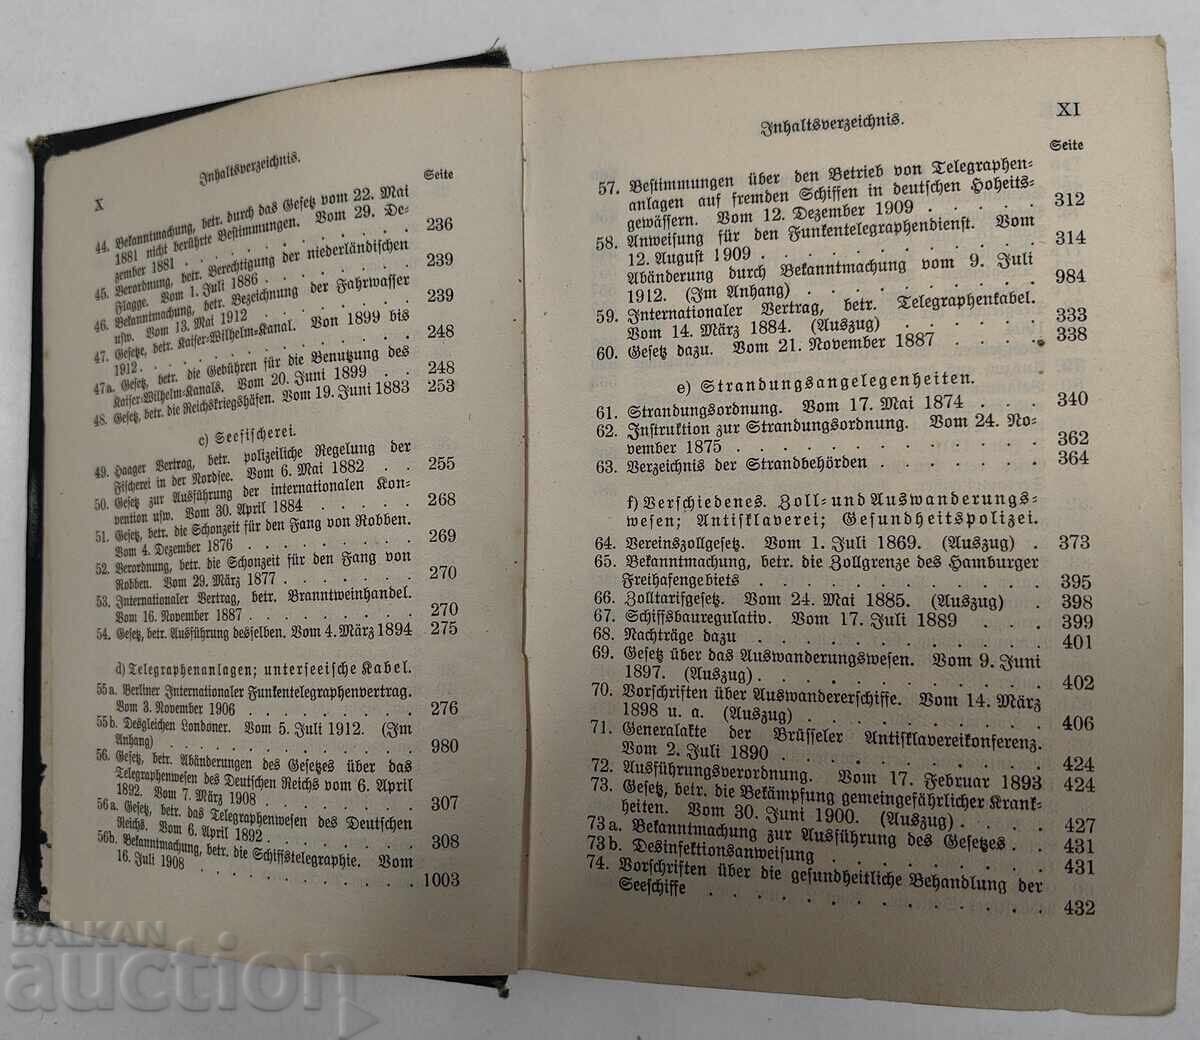 Inhaltsverzeichnis.
X
Seite
44. Bekanntmachung, betr. durch das Gesetz vom 22. Mai
1881 nicht berührte Bestimmungen. Vom 29. De-
zember 1881 . . . . . . . . . . . . 236
45. Verordnung, betr. Berechtigung der niederländischen
Flagge. Vom 1. Juli 1886 . . . . . . . . 239
46. Bekanntmachung, betr. Bezeichnung der Fahrwasser
usw. Vom 13. Mai 1912 . . . . . . . . 239
47. Gesetze, betr. Kaiser-Wilhelm-Kanal. Von 1899 bis
1912 . . . . . . . . . . . . . . 248
47a. Gesetz, betr. die Gebühren für die Benutzung des
Kaiser-Wilhelm-Kanals. Vom 20. Juni 1899 . . 248
48. Gesetz, betr. die Reichskriegshäfen. Vom 19. Juni 1883 253
c) Seefischerei.
49. Haager Vertrag, betr. polizeiliche Regelung der
Fischerei in der Nordsee. Vom 6. Mai 1882 . . 255
50. Gesetz zur Ausführung der internationalen Kon-
vention usw. Vom 30. April 1884 . . . . . 268
51. Gesetz, betr. die Schonzeit für den Fang von Robben.
Vom 4. Dezember 1876 . . . . . . . . . 269
52. Verordnung, betr. die Schonzeit für den Fang von
Robben. Vom 29. März 1877 . . . . . . . 270
53. Internationaler Vertrag, betr. Branntweinhandel.
Vom 16. November 1887 . . . . . . . . 270
54. Gesetz, betr. Ausführung desselben. Vom 4. März 1894 275
d) Telegraphenanlagen; unterseeische Kabel.
55a. Berliner Internationaler Funkentelegraphenvertrag.
Vom 3. November 1906 . . . . . . . . 276
55b. Desgleichen Londoner. Vom 5. Juli 1912. (Im
Anhang) . . . . . . . . . . . . . 980
56. Gesetz, betr. Abänderungen des Gesetzes über das
Telegraphenwesen des Deutschen Reichs vom 6. April
1892. Vom 7. März 1908 . . . . . . . . 307
56a. Gesetz, betr. das Telegraphenwesen des Deutschen
Reichs. Vom 6. April 1892 . . . . . . . 308
56b. Bekanntmachung, betr. die Schiffstelegraphie. Vom
16. Juli 1908 . . . . . . . . . . . 1003
Inhaltsverzeichnis.
XI
Seite
57. Bestimmungen über den Betrieb von Telegraphen-
anlagen auf fremden Schiffen in deutschen Hoheits-
gewässern. Vom 12. Dezember 1909 . . . . . 312
58. Anweisung für den Funkentelegraphendienst. Vom
12. August 1909 . . . . . . . . . . . 314
Abänderung durch Bekanntmachung vom 9. Juli
1912. (Im Anhang) . . . . . . . . . . 984
59. Internationaler Vertrag, betr. Telegraphenkabel.
Vom 14. März 1884. (Auszug) . . . . . . 333
60. Gesetz dazu. Vom 21. November 1887 . . . . 338
e) Strandungsangelegenheiten.
61. Strandungsordnung. Vom 17. Mai 1874 . . . 340
62. Instruktion zur Strandungsordnung. Vom 24. No-
vember 1875 . . . . . . . . . . . . 362
63. Verzeichnis der Strandbehörden . . . . . . . 364
f) Verschiedenes. Zoll- und Auswanderungs-
wesen; Antisklaverei; Gesundheitspolizei.
64. Vereinszollgesetz. Vom 1. Juli 1869. (Auszug) . 373
65. Bekanntmachung, betr. die Zollgrenze des Hamburger
Freihafengebiets . . . . . . . . . . . 395
66. Zolltarifgesetz. Vom 24. Mai 1885. (Auszug) . 398
67. Schiffsbauregulativ. Vom 17. Juli 1889 . . . . 399
68. Nachträge dazu . . . . . . . . . . . 401
69. Gesetz über das Auswanderungswesen. Vom 9. Juni
1897. (Auszug) . . . . . . . . . . . 402
70. Vorschriften über Auswandererschiffe. Vom 14. März
1898 u. a. (Auszug) . . . . . . . . . . 406
71. Generalakte der Brüsseler Antisklavereikonferenz.
Vom 2. Juli 1890 . . . . . . . . . . 424
72. Ausführungsverordnung. Vom 17. Februar 1893 424
73. Gesetz, betr. die Bekämpfung gemeingefährlicher Krank-
heiten. Vom 30. Juni 1900. (Auszug) . . . . 427
73a. Bekanntmachung zur Ausführung des Gesetzes . . 431
73b. Desinfektionsanweisung . . . . . . . . . 431
74. Vorschriften über die gesundheitliche Behandlung der
Seeschiffe . . . . . . . . . . . . . 432
BALKAN
auction